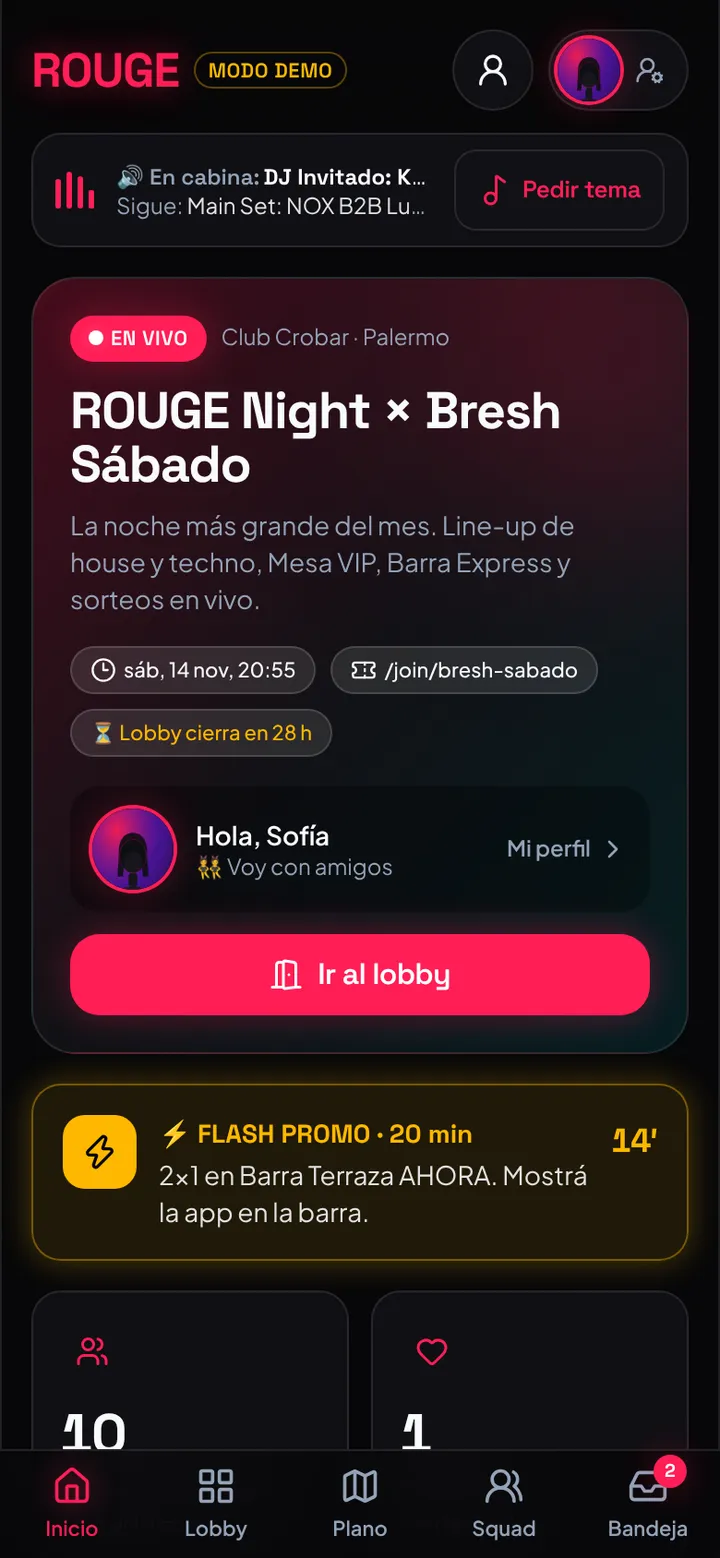 ROUGE
MODO DEMO
🔊 En cabina: DJ Invitado: K...
Sigue: Main Set: NOX B2B Lu...
Pedir tema
EN VIVO
Club Crobar · Palermo
ROUGE Night × Bresh
Sábado
La noche más grande del mes. Line-up de
house y techno, Mesa VIP, Barra Express y
sorteos en vivo.
sáb, 14 nov, 20:55
/join/bresh-sabado
⏳ Lobby cierra en 28 h
Hola, Sofía
👯 Voy con amigos
Mi perfil
Ir al lobby
⚡ FLASH PROMO · 20 min
14'
2×1 en Barra Terraza AHORA. Mostrá
la app en la barra.
10
1
2
Inicio
Lobby
Plano
Squad
Bandeja